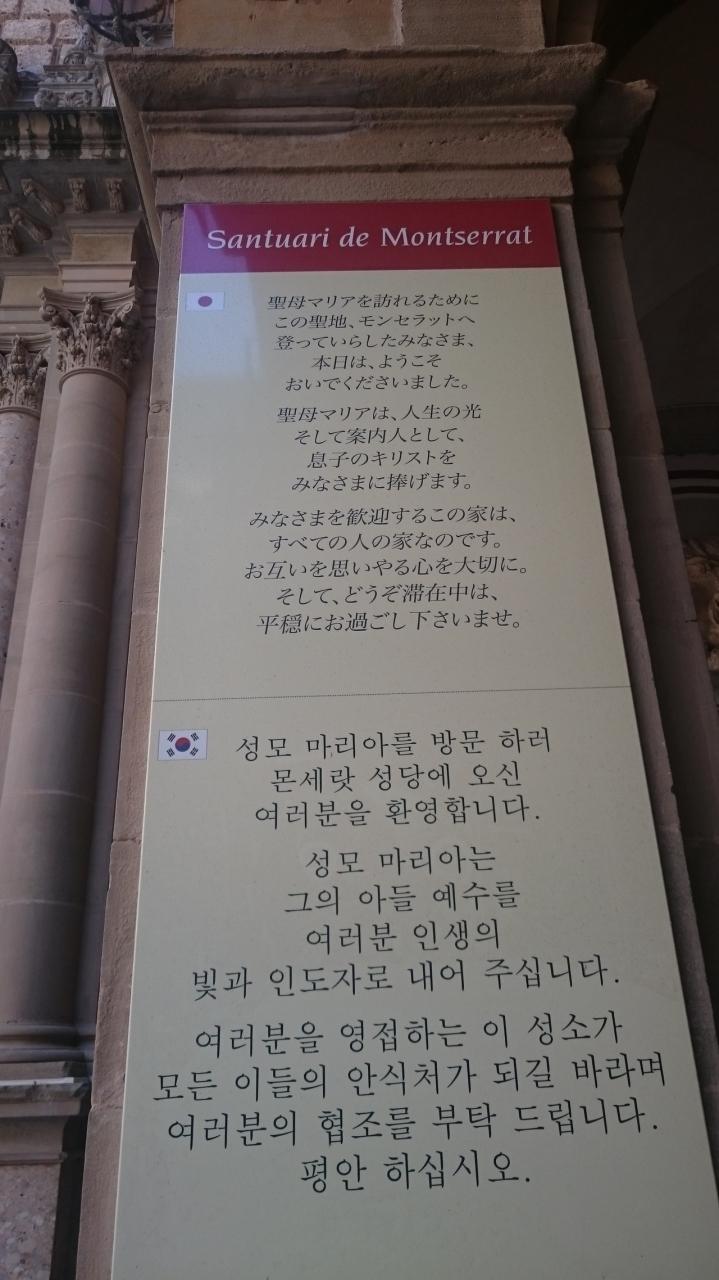 Santuari de Montserrat
聖母マリアを訪れるために
この聖地、モンセラットへ
登っていらしたみなさま、
本日は、ようこそ
おいでくださいました。
聖母マリアは、人生の光
そして案内人として、
息子のキリストを
みなさまに捧げます。
みなさまを歓迎するこの家は、
すべての人の家なのです。
お互いを思いやる心を大切に。
そして、どうぞ滞在中は、
平穏にお過ごし下さいませ。
성모 마리아를 방문 하러
몬세랏 성당에 오신
여러분을 환영합니다.
성모 마리아는
그의 아들 예수를
여러분 인생의
빛과 인도자로 내어 주십니다.
여러분을 영접하는 이 성소가
모든 이들의 안식처가 되길 바라며
여러분의 협조를 부탁 드립니다.
평안 하십시오.